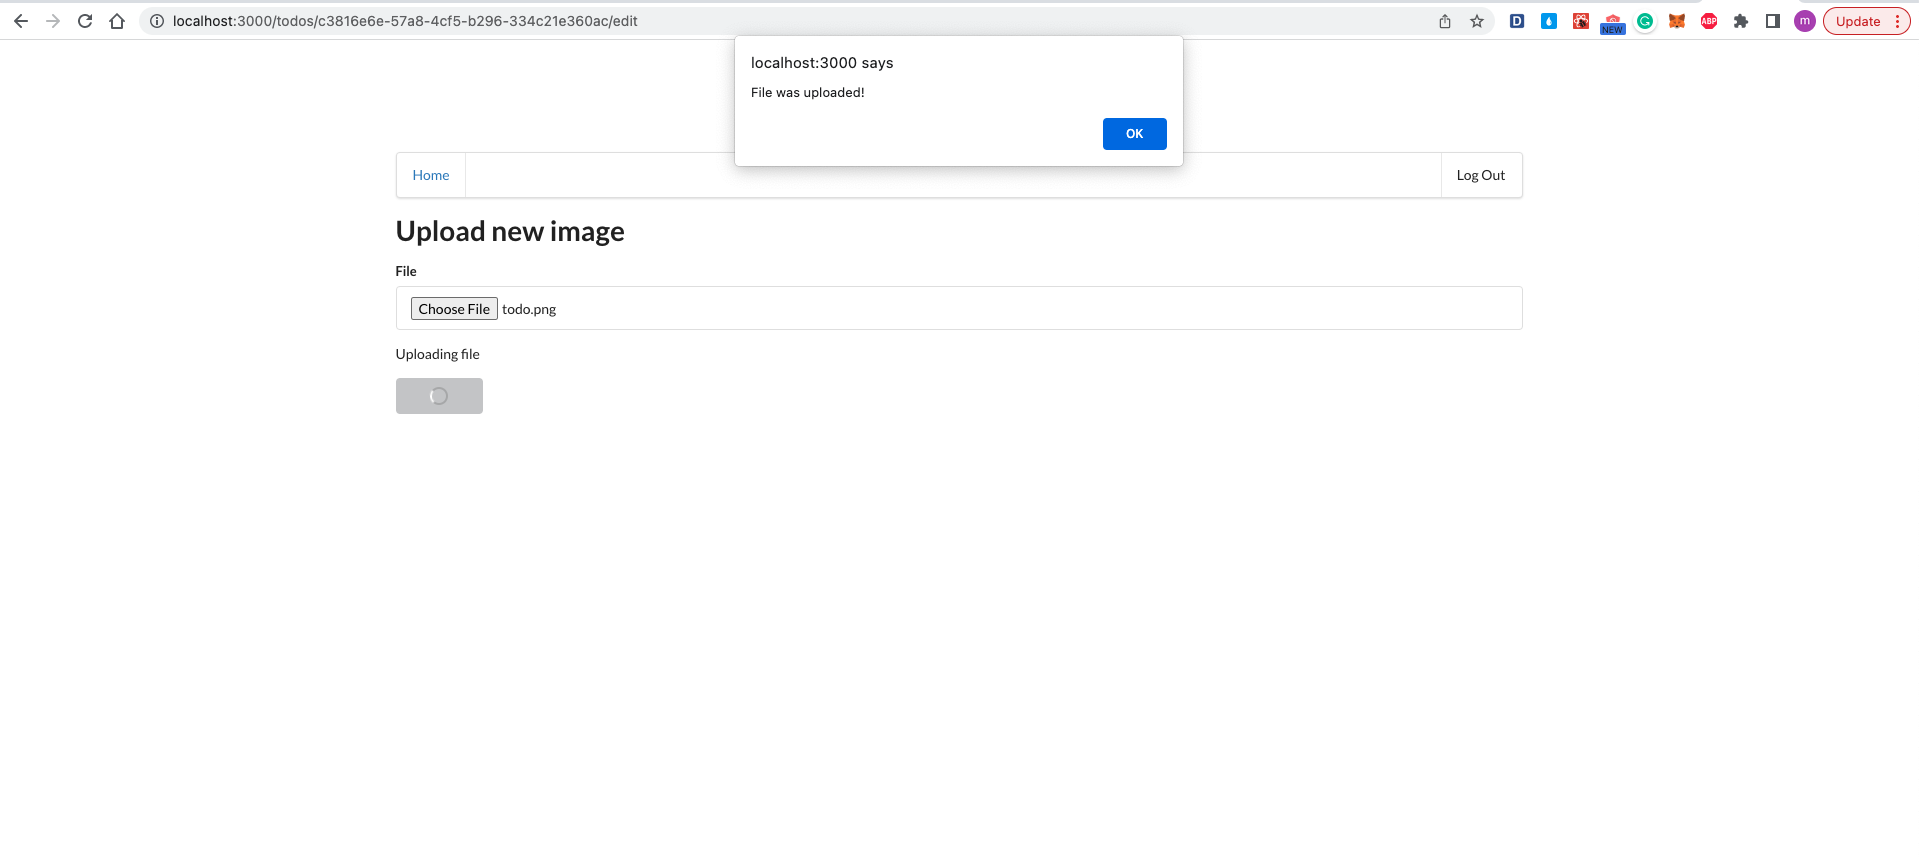 localhost:3000/todos/c3816e6e-57a8-4cf5-b296-334c21e360ac/edit
D
NEW
G
ABP
m
Update
localhost:3000 says
File was uploaded!
OK
Home
Log Out
Upload new image
File
Choose File todo.png
Uploading file